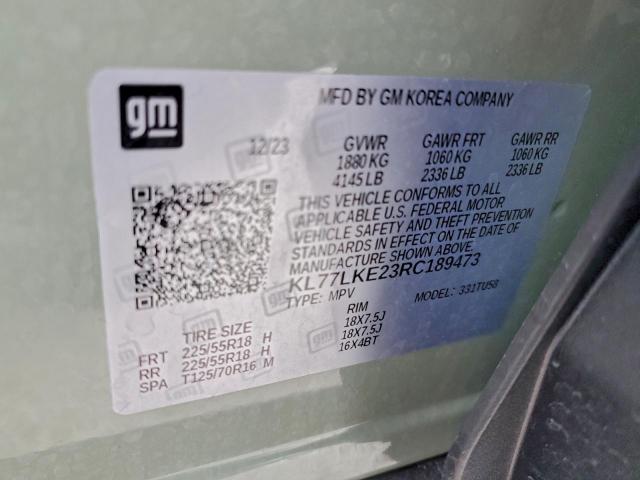 gm
MFD BY GM KOREA COMPANY
12/23 GVWR GAWR FRT GAWR RR
1880 KG 1060 KG 1060 KG
4145 LB 2336 LB 2336 LB
THIS VEHICLE CONFORMS TO ALL
APPLICABLE U.S. FEDERAL MOTOR
VEHICLE SAFETY AND THEFT PREVENTION
STANDARDS IN EFFECT ON THE DATE OF
MANUFACTURE SHOWN ABOVE.
KL77LKE23RC189473
TYPE: MPV MODEL: 331TU58
TIRE SIZE RIM
FRT 225/55R18 H 18X7.5J
RR 225/55R18 H 18X7.5J
SPA T125/70R16 M 16X4BT